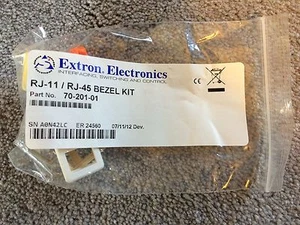 Extron. Electronics
INTERFACING, SWITCHING AND CONTROL
RJ-11 / RJ-45 BEZEL KIT
Part No. 70-201-01
SN A0N42LC ER 24060 07/11/12 Dev.